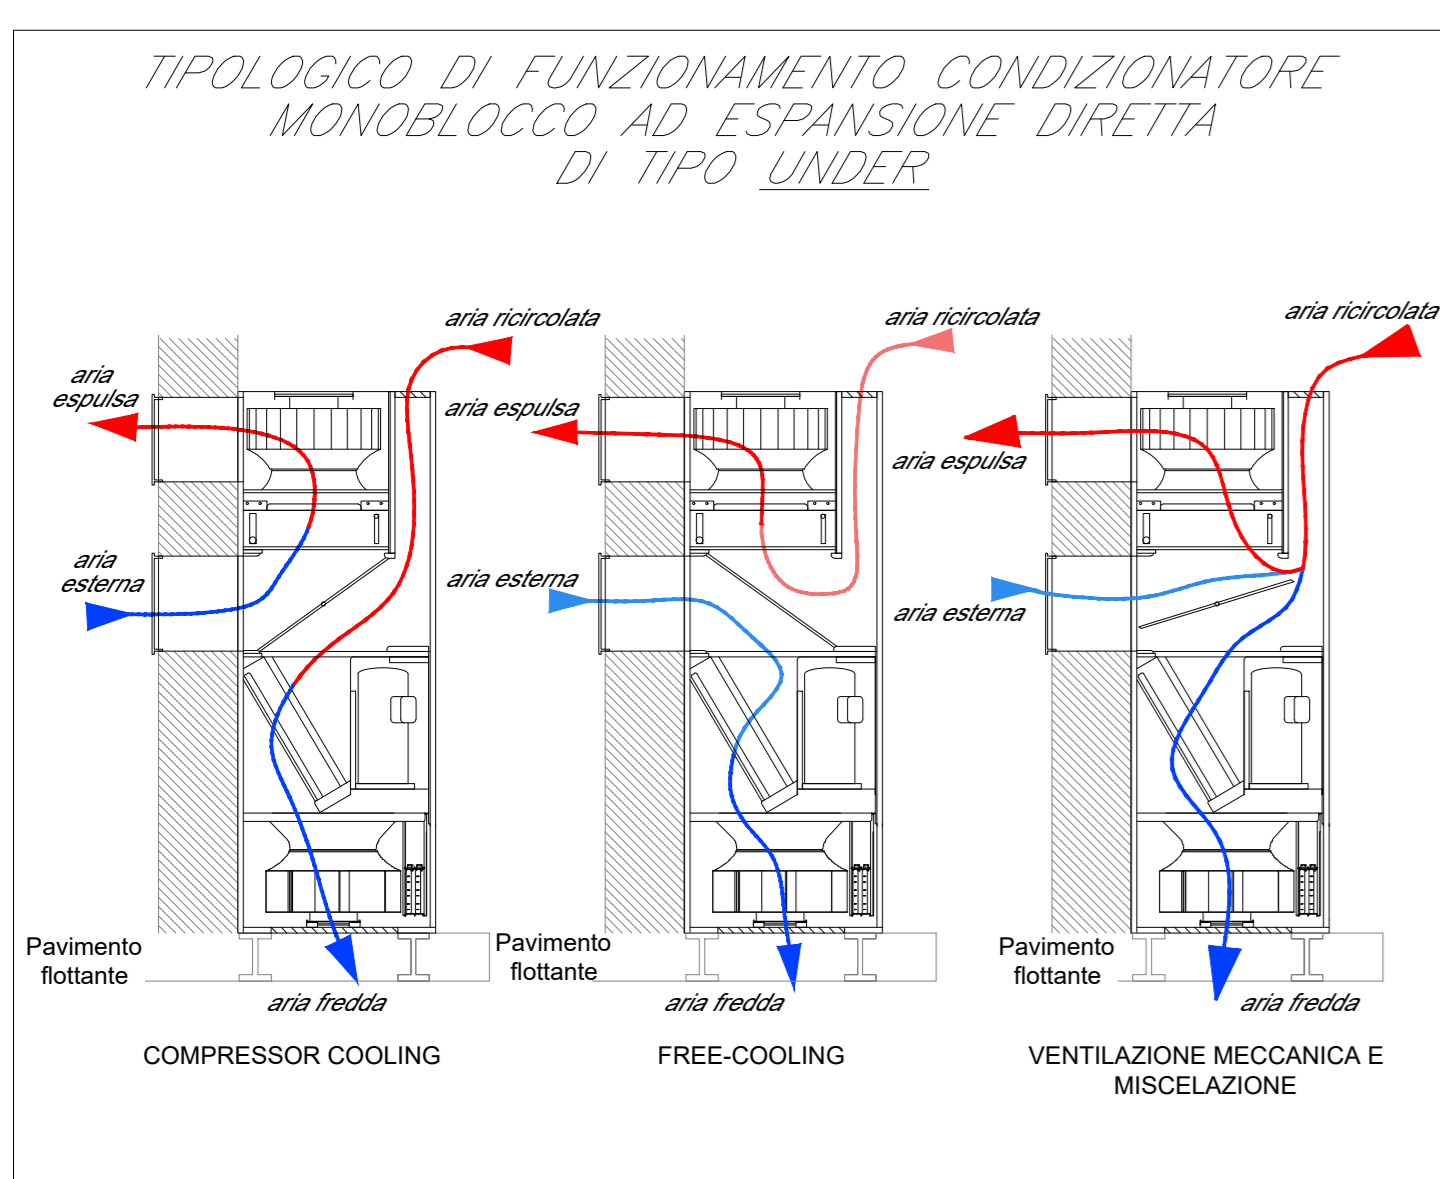 TIPOLOGICO DI FUNZIONAMENTO CONDIZIONATORE
MONOBLOCCO AD ESPANSIONE DIRETTA
DI TIPO UNDER
aria ricircolata
aria
espulsa
aria
esterna
Pavimento
flottante
aria fredda
COMPRESSOR COOLING
aria ricircolata
aria espulsa
aria esterna
Pavimento
flottante
aria fredda
FREE-COOLING
aria ricircolata
aria espulsa
aria esterna
Pavimento
flottante
aria fredda
VENTILAZIONE MECCANICA E
MISCELAZIONE